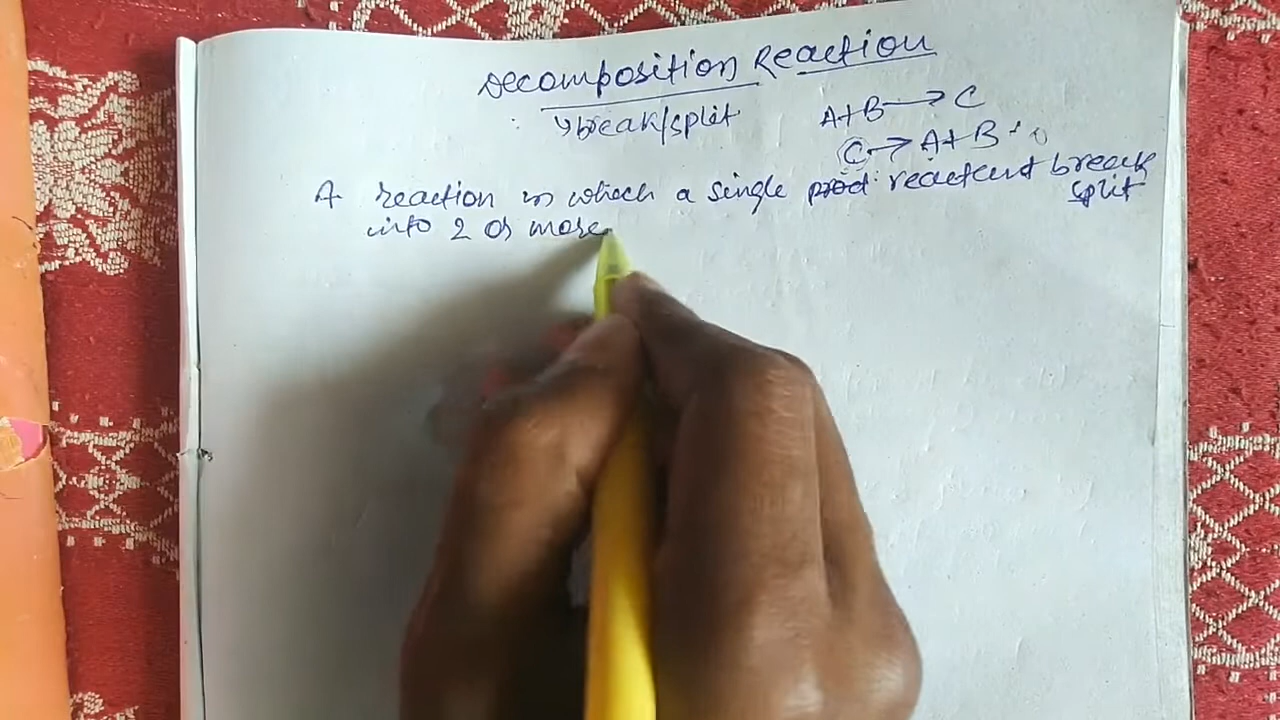 Decomposition Reaction
↳break/split
A+B → C
C → A+B
A reaction in which a single prod: reactant break
split
into 2 or more